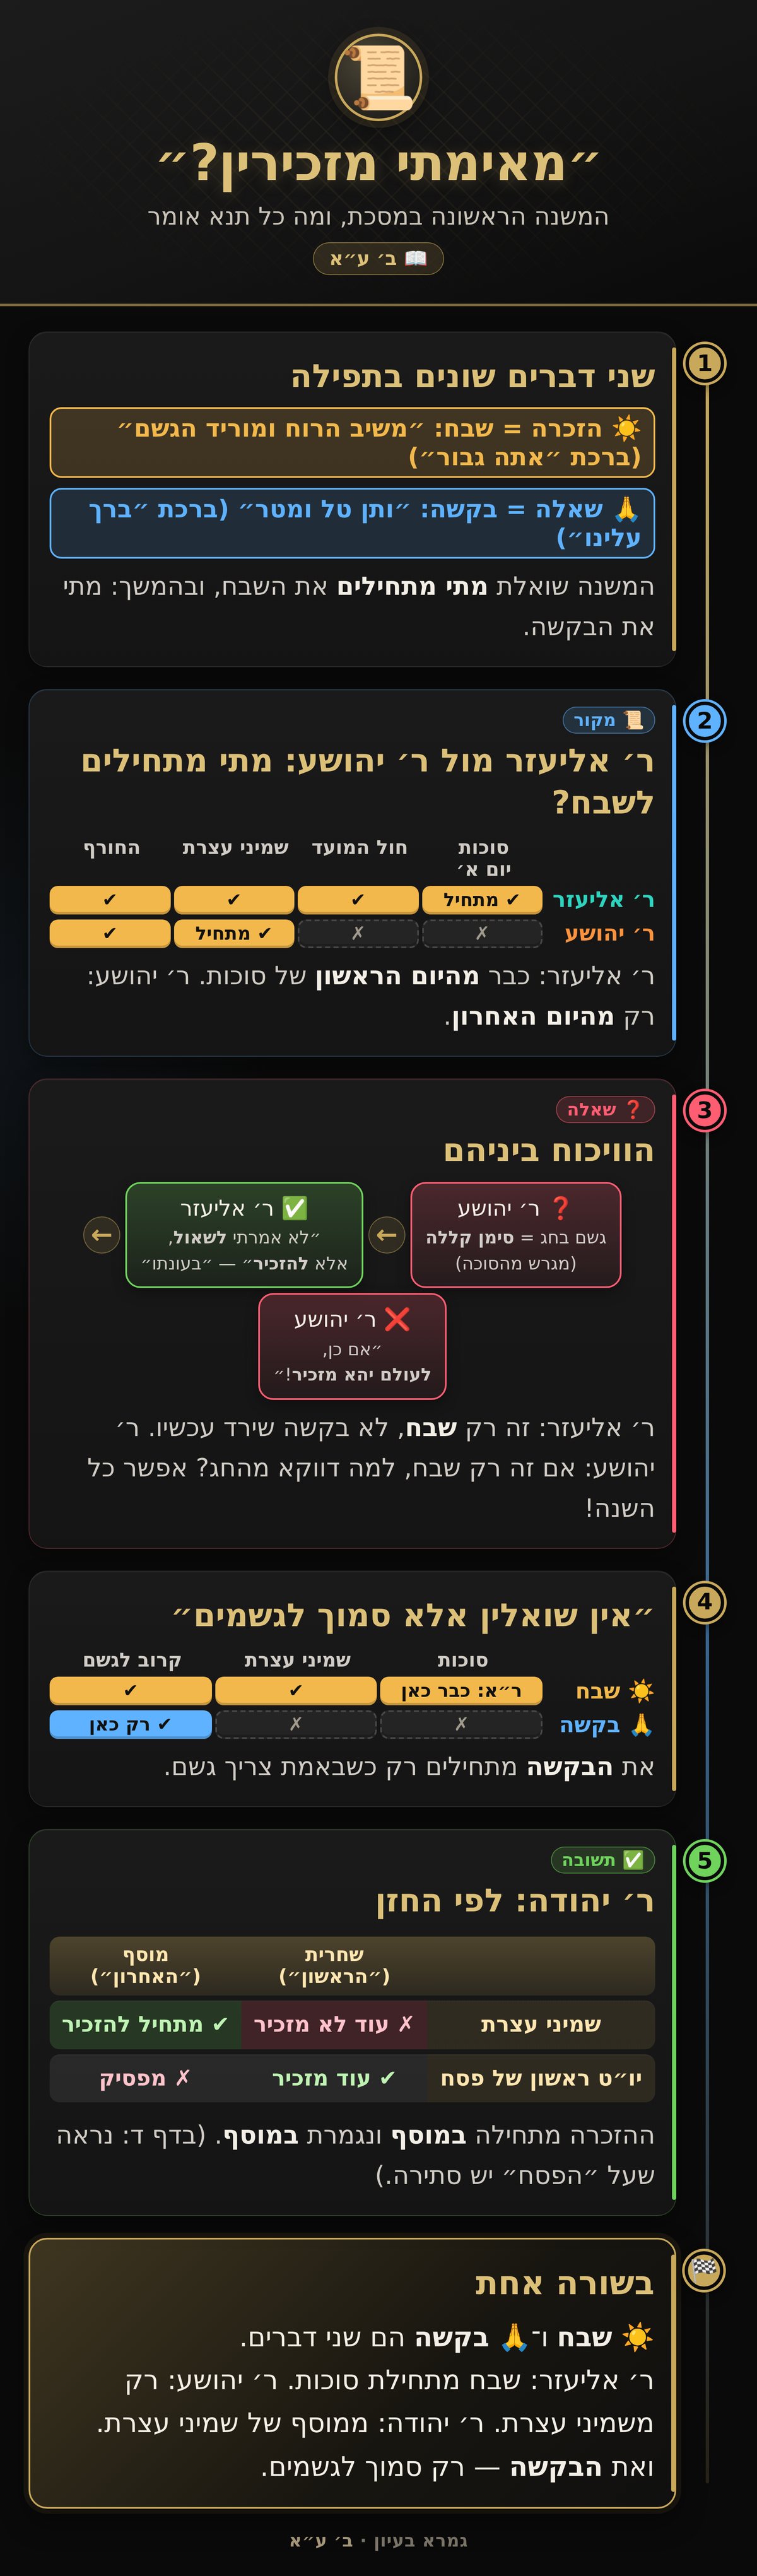 ״מאימתי מזכירין?״
המשנה הראשונה במסכת, ומה כל תנא אומר
📖 ב׳ ע״א
1
שני דברים שונים בתפילה
☀️ הזכרה = שבח: ״משיב הרוח ומוריד הגשם״
(ברכת ״אתה גבור״)
🙏 שאלה = בקשה: ״ותן טל ומטר״ (ברכת ״ברך
עלינו״)
המשנה שואלת מתי מתחילים את השבח, ובהמשך: מתי
את הבקשה.
2
📜 מקור
ר׳ אליעזר מול ר׳ יהושע: מתי מתחילים
לשבח?
סוכות יום א׳ חול המועד שמיני עצרת החורף
ר׳ אליעזר ✔ מתחיל ✔ ✔ ✔
ר׳ יהושע ✗ ✗ ✔ מתחיל ✔
ר׳ אליעזר: כבר מהיום הראשון של סוכות. ר׳ יהושע:
רק מהיום האחרון.
3
❓ שאלה
הוויכוח ביניהם
❓ ר׳ יהושע
גשם בחג = סימן קללה
(מגרש מהסוכה)
←
✅ ר׳ אליעזר
״לא אמרתי לשאול,
אלא להזכיר״ — ״בעונתו״
←
❌ ר׳ יהושע
״אם כן,
לעולם יהא מזכיר!״
ר׳ אליעזר: זה רק שבח, לא בקשה שירד עכשיו. ר׳
יהושע: אם זה רק שבח, למה דווקא מהחג? אפשר כל
השנה!
4
״אין שואלין אלא סמוך לגשמים״
סוכות שמיני עצרת קרוב לגשם
☀️ שבח ר״א: כבר כאן ✔ ✔
🙏 בקשה ✗ ✗ ✔ רק כאן
את הבקשה מתחילים רק כשבאמת צריך גשם.
5
✅ תשובה
ר׳ יהודה: לפי החזן
שחרית מוסף
(״הראשון״) (״האחרון״)
שמיני עצרת ✗ עוד לא מזכיר ✔ מתחיל להזכיר
יו״ט ראשון של פסח ✔ עוד מזכיר ✗ מפסיק
ההזכרה מתחילה במוסף ונגמרת במוסף. (בדף ד: נראה
שעל ״הפסח״ יש סתירה.)
🏁
בשורה אחת
☀️ שבח ו־🙏 בקשה הם שני דברים.
ר׳ אליעזר: שבח מתחילת סוכות. ר׳ יהושע: רק
משמיני עצרת. ר׳ יהודה: ממוסף של שמיני עצרת.
ואת הבקשה — רק סמוך לגשמים.
גמרא בעיון · ב׳ ע״א